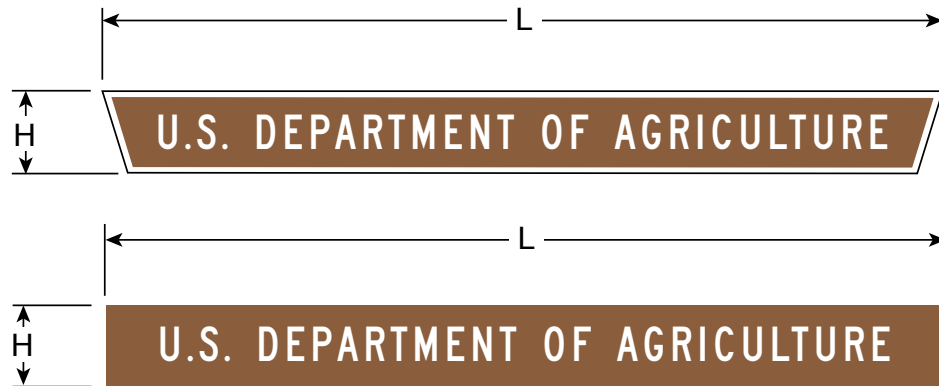 L
H
U.S. DEPARTMENT OF AGRICULTURE
L
H
U.S. DEPARTMENT OF AGRICULTURE